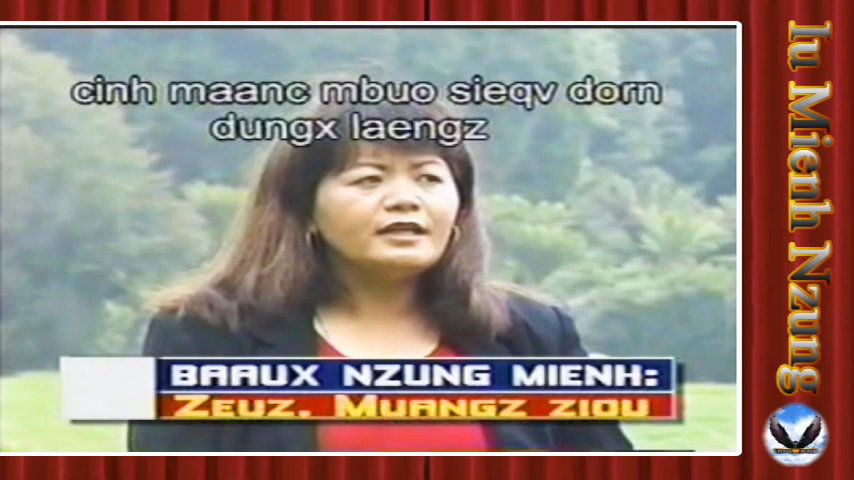 cinh maanc mbuo sieqv dorn
dungx laengz
BAAUX NZUNG MIENH:
ZEUZ, MUANGZ ZIOU
Iu Mienh Nzung